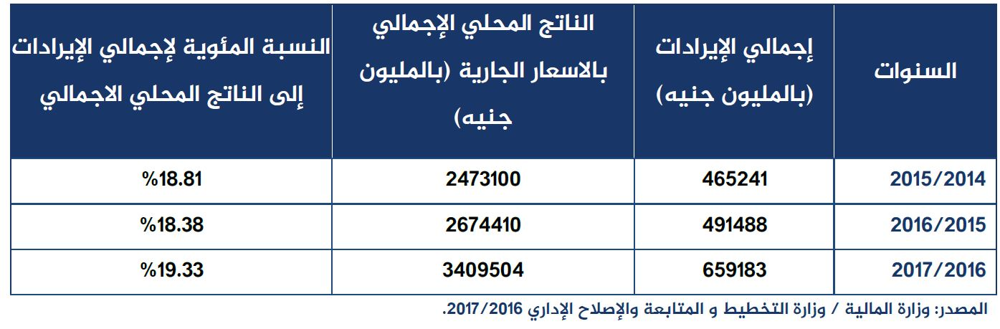 السنوات
إجمالي الإيرادات
(بالمليون جنيه)
الناتج المحلي الإجمالي
بالاسعار الجارية (بالمليون
جنيه)
النسبة المئوية لإجمالي الإيرادات
إلى الناتج المحلي الاجمالي
2015/2014 465241 2473100 %18.81
2016/2015 491488 2674410 %18.38
2017/2016 659183 3409504 %19.33
المصدر: وزارة المالية / وزارة التخطيط و المتابعة والإصلاح الإداري 2017/2016.